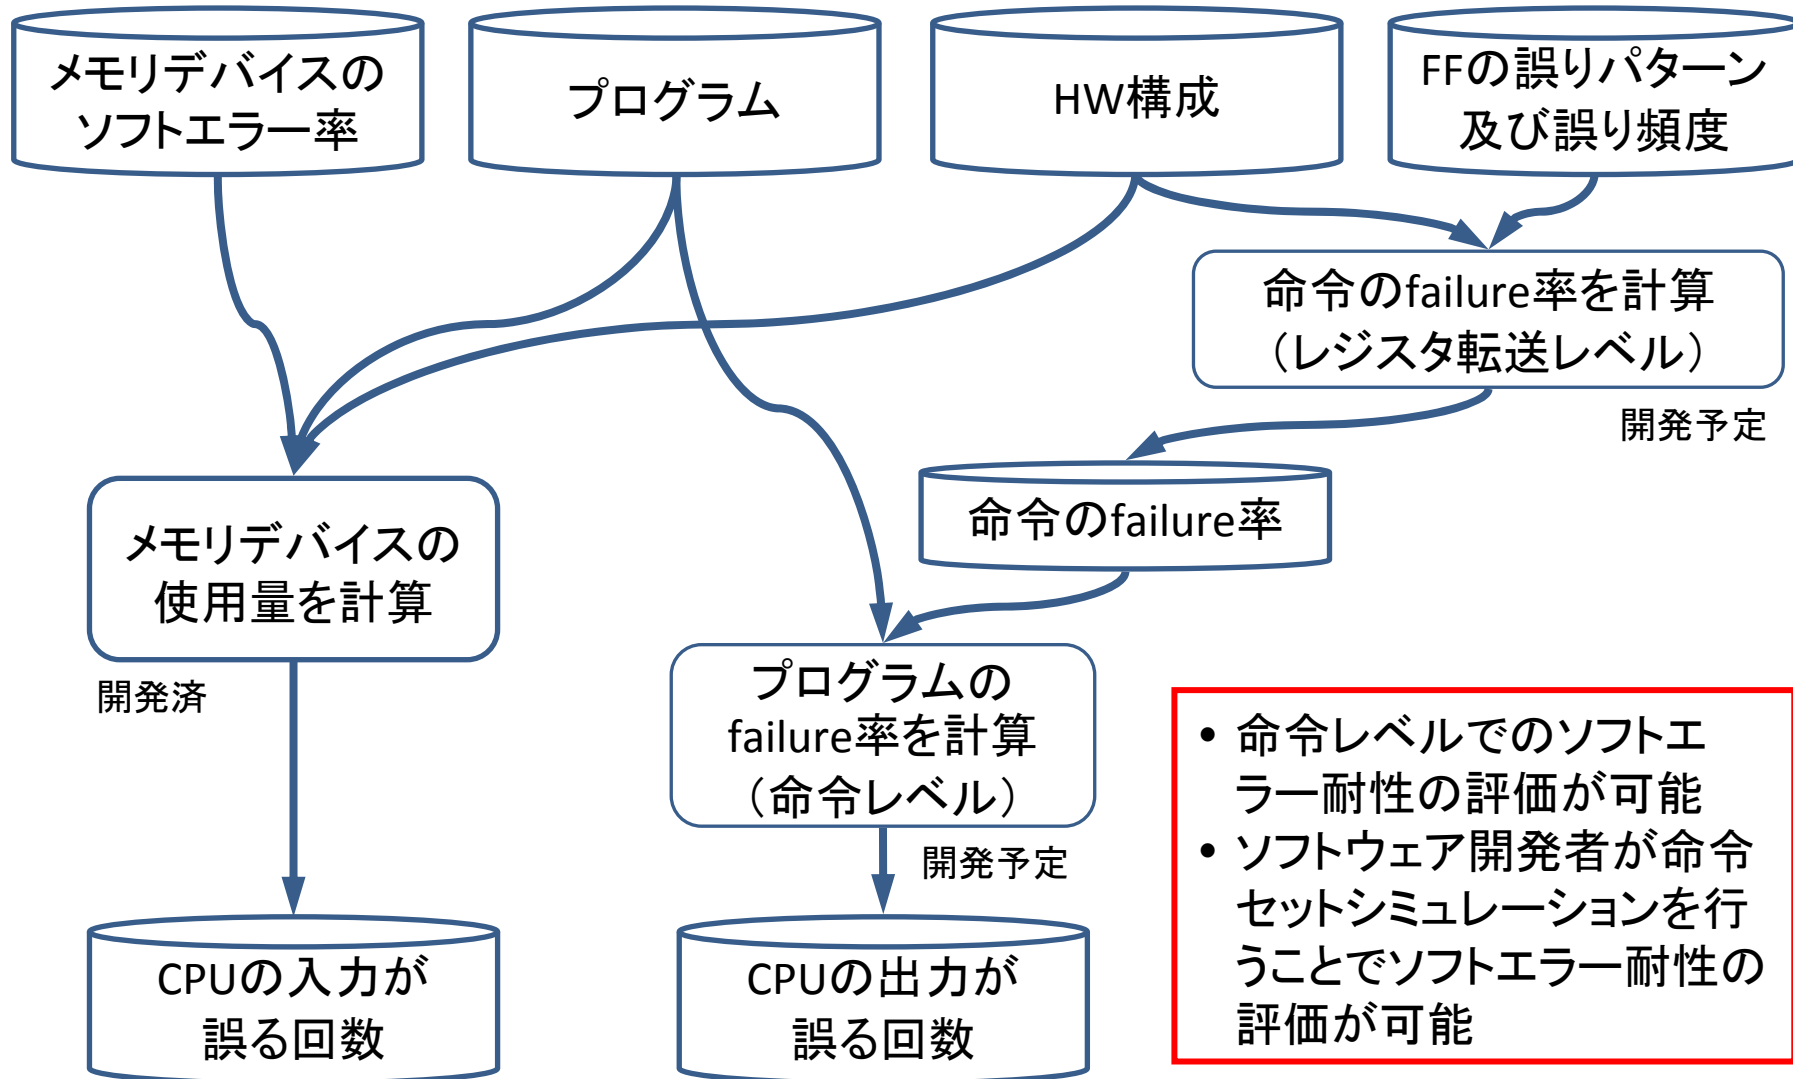 メモリデバイスの
ソフトエラー率
プログラム
HW構成
FFの誤りパターン
及び誤り頻度
命令のfailure率を計算
（レジスタ転送レベル）
開発予定
命令のfailure率
メモリデバイスの
使用量を計算
開発済
プログラムの
failure率を計算
（命令レベル）
開発予定
CPUの入力が
誤る回数
CPUの出力が
誤る回数
• 命令レベルでのソフトエ
ラー耐性の評価が可能
• ソフトウェア開発者が命令
セットシミュレーションを行
うことでソフトエラー耐性の
評価が可能